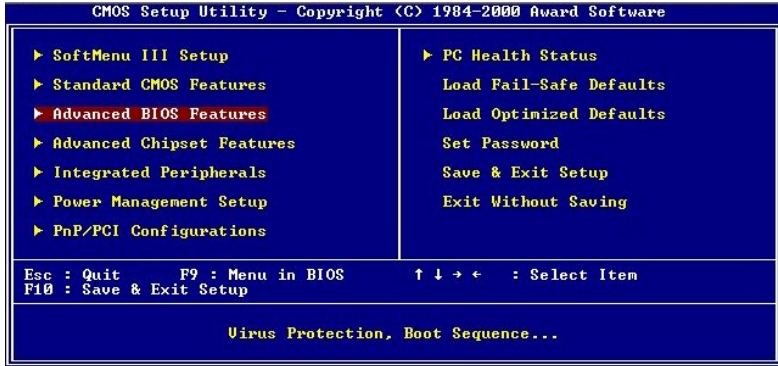 CMOS Setup Utility - Copyright (C) 1984-2000 Award Software
SoftMenu III Setup
Standard CMOS Features
Advanced BIOS Features
Advanced Chipset Features
Integrated Peripherals
Power Management Setup
PnP/PCI Configurations
PC Health Status
Load Fail-Safe Defaults
Load Optimized Defaults
Set Password
Save & Exit Setup
Exit Without Saving
Esc : Quit F9 : Menu in BIOS ↑ ↓ → ← : Select Item
F10 : Save & Exit Setup
Virus Protection, Boot Sequence...